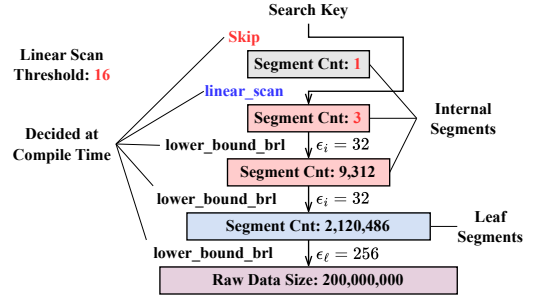 Search Key
Skip
Linear Scan
Threshold: 16
Segment Cnt: 1
linear_scan
Segment Cnt: 3
Internal
Segments
Decided at
Compile Time
lower_bound_brl
ϵᵢ = 32
Segment Cnt: 9,312
lower_bound_brl
ϵᵢ = 32
Segment Cnt: 2,120,486
Leaf
Segments
lower_bound_brl
ϵℓ = 256
Raw Data Size: 200,000,000